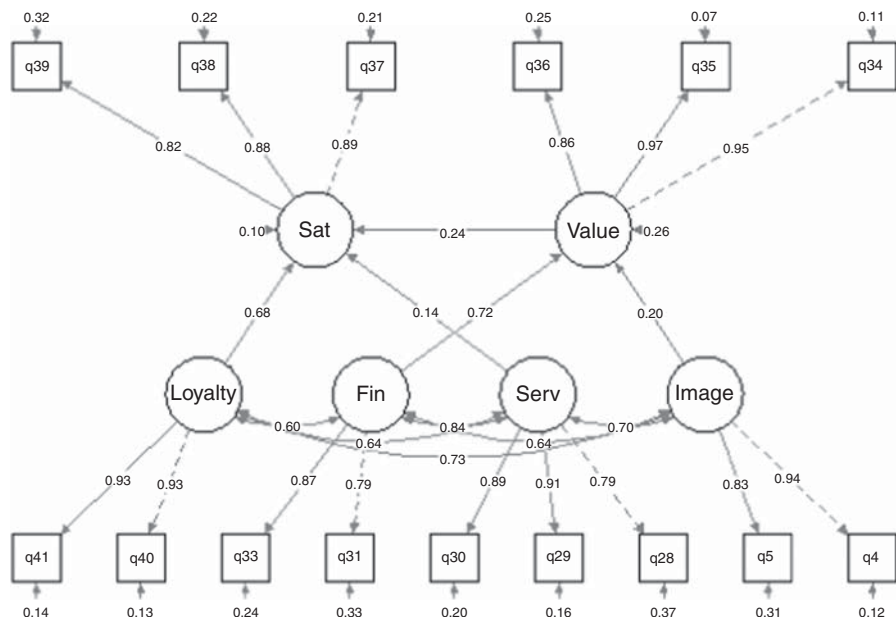 0.32 0.22 0.21 0.25 0.07 0.11
q39 q38 q37 q36 q35 q34
0.82 0.88 0.89 0.86 0.97 0.95
0.10 Sat 0.24 Value 0.26
0.68 0.14 0.72 0.20
Loyalty Fin Serv Image
0.60 0.84 0.70
0.64 0.64
0.73
0.93 0.93 0.87 0.79 0.89 0.91 0.79 0.83 0.94
q41 q40 q33 q31 q30 q29 q28 q5 q4
0.14 0.13 0.24 0.33 0.20 0.16 0.37 0.31 0.12